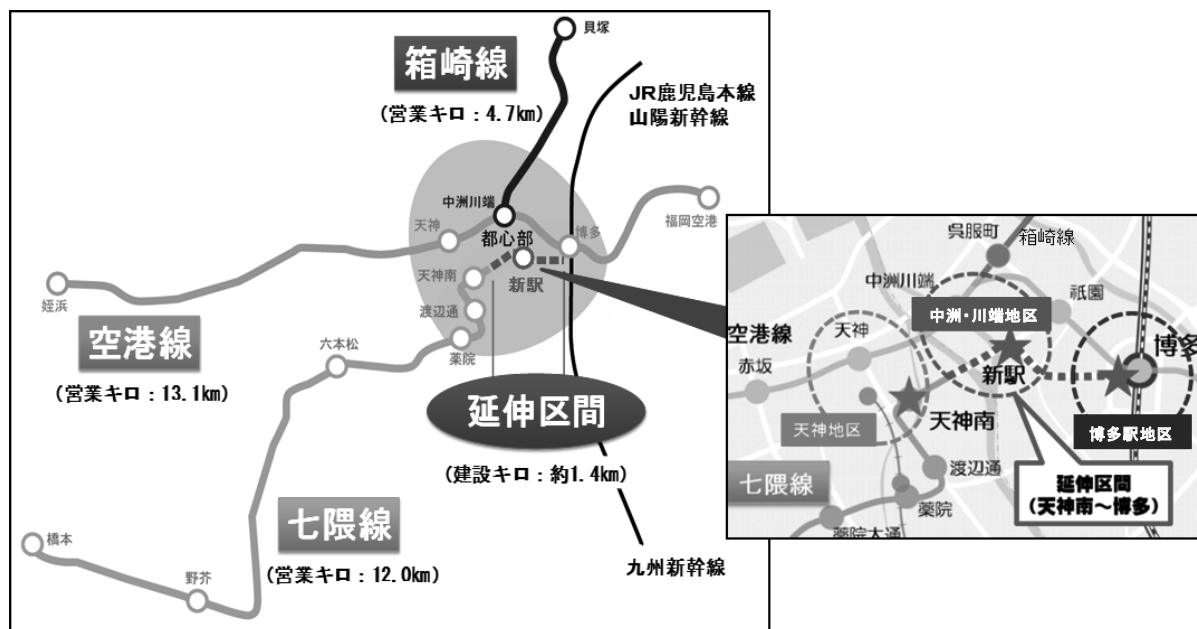 貝塚
箱崎線
(営業キロ：4.7km)
JR鹿児島本線
山陽新幹線
中洲川端
福岡空港
天神
都心部
博多
天神南
新駅
姪浜
渡辺通
空港線
六本松
薬院
(営業キロ：13.1km)
延伸区間
(建設キロ：約1.4km)
七隈線
橋本
(営業キロ：12.0km)
九州新幹線
野芥
呉服町
箱崎線
中洲川端
祇園
中洲・川端地区
空港線
天神
博多
赤坂
新駅
天神南
天神地区
博多駅地区
渡辺通
七隈線
延伸区間
(天神南～博多)
薬院
薬院大通